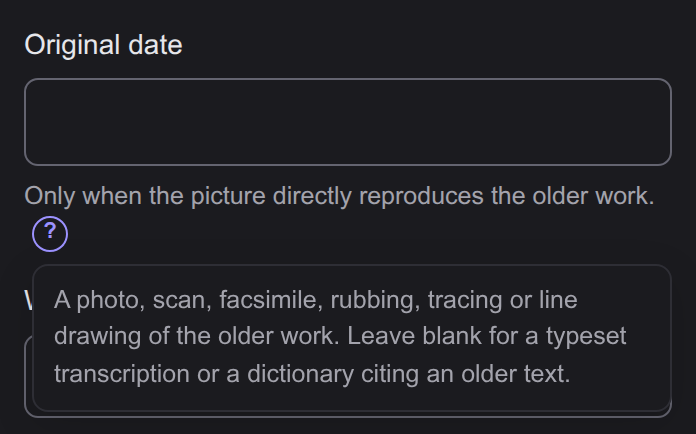 Original date
Only when the picture directly reproduces the older work.
?
A photo, scan, facsimile, rubbing, tracing or line
drawing of the older work. Leave blank for a typeset
transcription or a dictionary citing an older text.